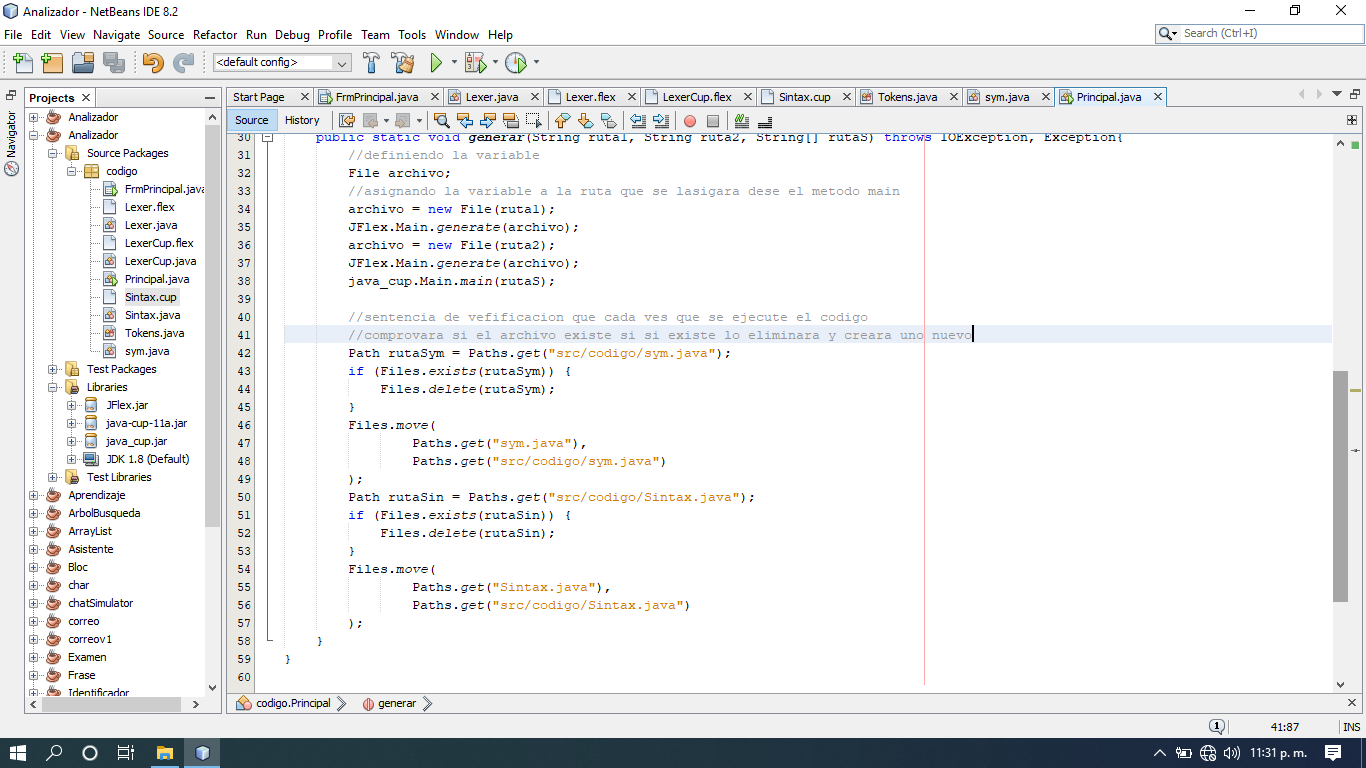 Analizador - NetBeans IDE 8.2
File Edit View Navigate Source Refactor Run Debug Profile Team Tools Window Help
Search (Ctrl+I)
<default config>
Projects
Navigator
Analizador
Analizador
Source Packages
codigo
FrmPrincipal.java
Lexer.flex
Lexer.java
LexerCup.flex
LexerCup.java
Principal.java
Sintax.cup
Sintax.java
Tokens.java
sym.java
Test Packages
Libraries
JFlex.jar
java-cup-11a.jar
java_cup.jar
JDK 1.8 (Default)
Test Libraries
Aprendizaje
ArbolBusqueda
ArrayList
Asistente
Bloc
char
chatSimulator
correo
correov1
Examen
Frase
Identificador
Start Page FrmPrincipal.java Lexer.java Lexer.flex LexerCup.flex Sintax.cup Tokens.java sym.java Principal.java
Source History
30 public static void generar(String ruta1, String ruta2, String[] rutaS) throws IOException, Exception{
31 //definiendo la variable
32 File archivo;
33 //asignando la variable a la ruta que se lasigara dese el metodo main
34 archivo = new File(ruta1);
35 JFlex.Main.generate(archivo);
36 archivo = new File(ruta2);
37 JFlex.Main.generate(archivo);
38 java_cup.Main.main(rutaS);
39
40 //sentencia de vefificacion que cada ves que se ejecute el codigo
41 //comprovara si el archivo existe si si existe lo eliminara y creara uno nuevo
42 Path rutaSym = Paths.get("src/codigo/sym.java");
43 if (Files.exists(rutaSym)) {
44 Files.delete(rutaSym);
45 }
46 Files.move(
47 Paths.get("sym.java"),
48 Paths.get("src/codigo/sym.java")
49 );
50 Path rutaSin = Paths.get("src/codigo/Sintax.java");
51 if (Files.exists(rutaSin)) {
52 Files.delete(rutaSin);
53 }
54 Files.move(
55 Paths.get("Sintax.java"),
56 Paths.get("src/codigo/Sintax.java")
57 );
58 }
59 }
60
codigo.Principal generar
1 41:87 INS
11:31 p. m.